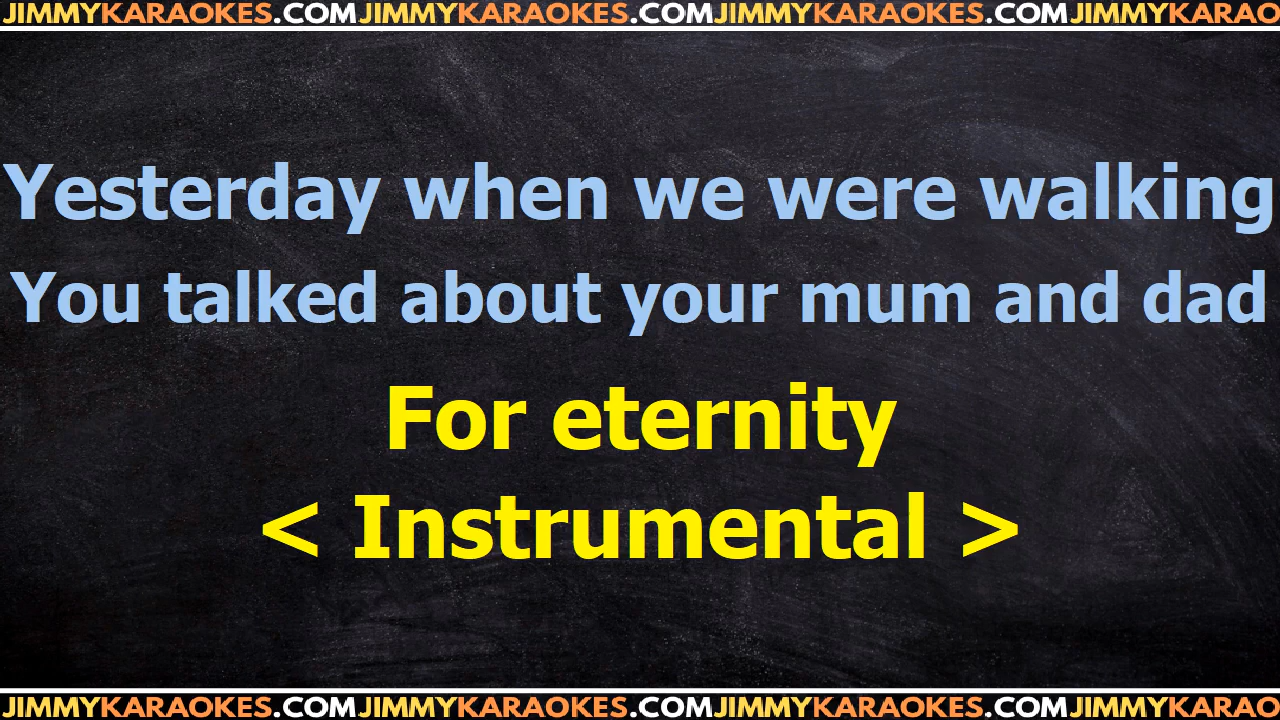 JIMMYKARAOKES.COMJIMMYKARAOKES.COMJIMMYKARAOKES.COMJIMMYKARAO
Yesterday when we were walking
You talked about your mum and dad
For eternity
< Instrumental >
JIMMYKARAOKES.COMJIMMYKARAOKES.COMJIMMYKARAOKES.COMJIMMYKARAO